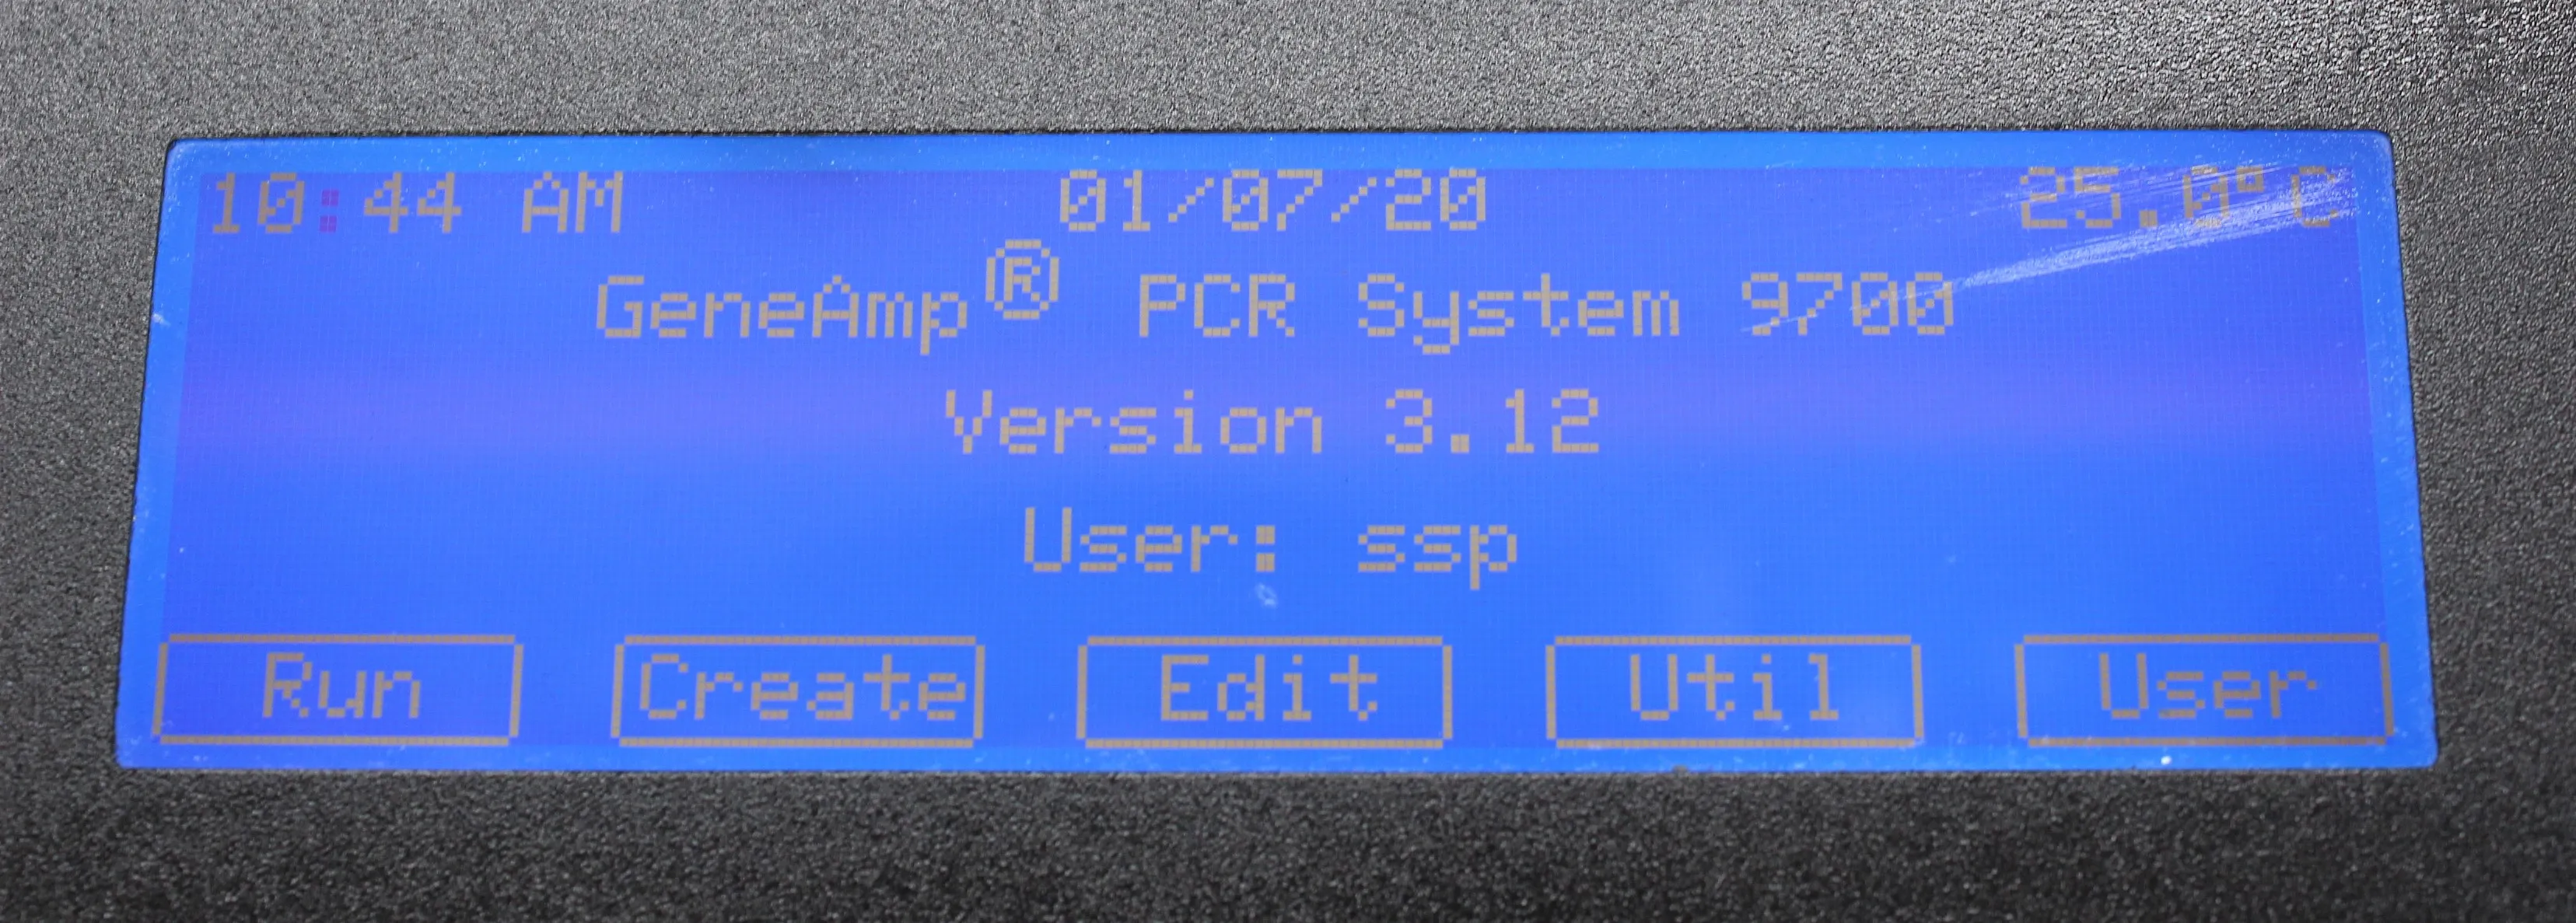 10:44 AM 01/07/20 25.0°C
GeneAmp® PCR System 9700
Version 3.12
User: ssp
Run Create Edit Util User